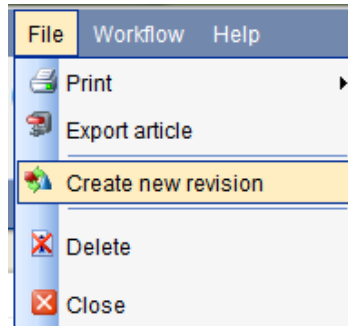 File Workflow Help
Print
Export article
Create new revision
Delete
Close